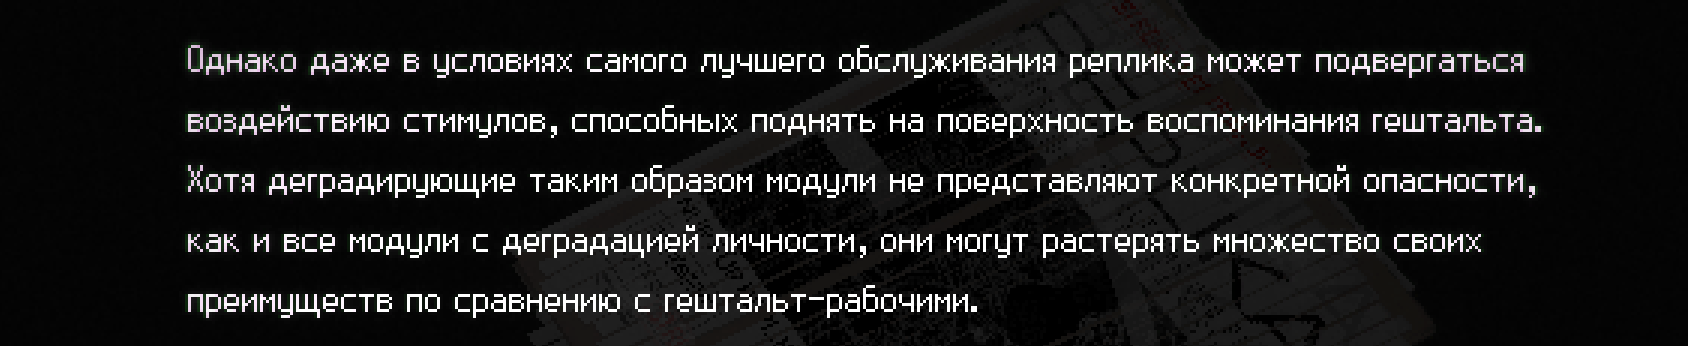 Однако даже в условиях самого лучшего обслуживания реплика может подвергаться
воздействию стимулов, способных поднять на поверхность воспоминания гештальта.
Хотя деградирующие таким образом модули не представляют конкретной опасности,
как и все модули с деградацией личности, они могут растерять множество своих
преимуществ по сравнению с гештальт-рабочими.